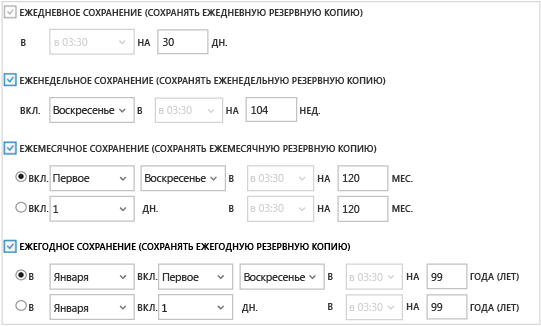 ЕЖЕДНЕВНОЕ СОХРАНЕНИЕ (СОХРАНЯТЬ ЕЖЕДНЕВНУЮ РЕЗЕРВНУЮ КОПИЮ)
В в 03:30 НА 30 ДН.
ЕЖЕНЕДЕЛЬНОЕ СОХРАНЕНИЕ (СОХРАНЯТЬ ЕЖЕНЕДЕЛЬНУЮ РЕЗЕРВНУЮ КОПИЮ)
ВКЛ. Воскресенье В в 03:30 НА 104 НЕД.
ЕЖЕМЕСЯЧНОЕ СОХРАНЕНИЕ (СОХРАНЯТЬ ЕЖЕМЕСЯЧНУЮ РЕЗЕРВНУЮ КОПИЮ)
ВКЛ. Первое Воскресенье В в 03:30 НА 120 МЕС.
ВКЛ. 1 ДН. В в 03:30 НА 120 МЕС.
ЕЖЕГОДНОЕ СОХРАНЕНИЕ (СОХРАНЯТЬ ЕЖЕГОДНУЮ РЕЗЕРВНУЮ КОПИЮ)
В Января ВКЛ. Первое Воскресенье В в 03:30 НА 99 ГОДА (ЛЕТ)
В Января ВКЛ. 1 ДН. В в 03:30 НА 99 ГОДА (ЛЕТ)